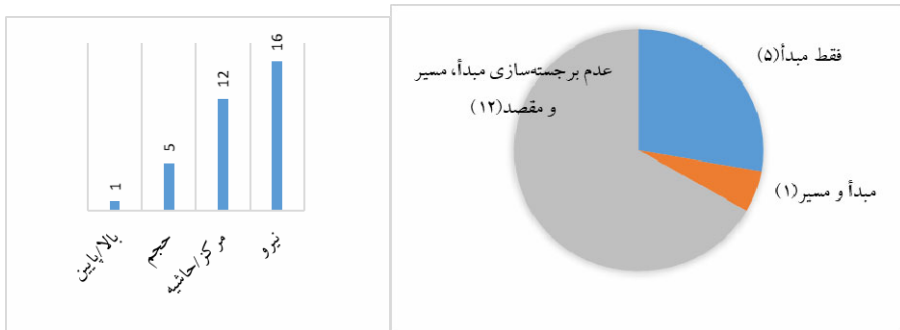 فقط مبدأ(۵)
عدم برجسته‌سازی مبدأ، مسیر
و مقصد(۱۲)
مبدأ و مسیر(۱)
16
12
5
1
نیرو
مرکز/حاشیه
حجم
بالا/پایین